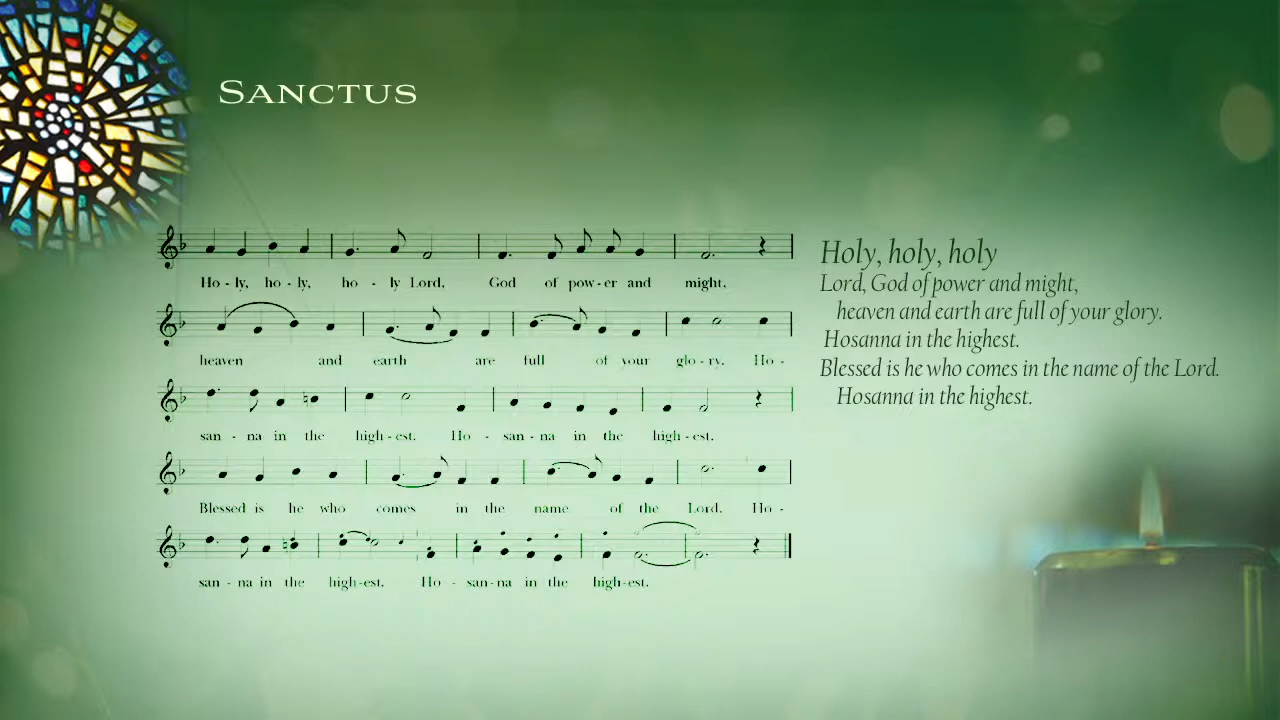 SANCTUS
Ho - ly, ho - ly, ho - ly Lord, God of pow - er and might,
heaven and earth are full of your glo - ry. Ho -
san - na in the high - est. Ho - san - na in the high - est.
Blessed is he who comes in the name of the Lord. Ho -
san - na in the high - est. Ho - san - na in the high - est.
Holy, holy, holy
Lord, God of power and might,
heaven and earth are full of your glory.
Hosanna in the highest.
Blessed is he who comes in the name of the Lord.
Hosanna in the highest.